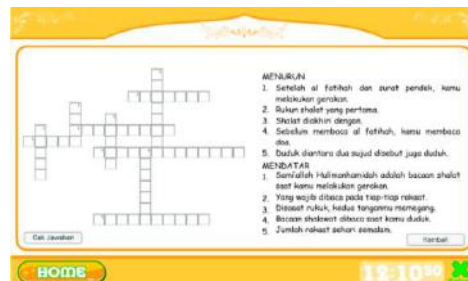 MENURUN
1. Setelah al fatihah dan surat pendek, kamu
melakukan gerakan.
2. Rukun shalat yang pertama.
3. Shalat diakhiri dengan.
4. Sebelum membaca al fatihah, kamu membaca
doa.
5. Duduk diantara dua sujud disebut juga duduk.
MENDATAR
1. Sami'allah Hulimanhamidah adalah bacaan shalat
saat kamu melakukan gerakan.
2. Yang wajib dibaca pada tiap-tiap rakaat.
3. Disaat rukuk, kedua tanganmu memegang.
4. Bacaan shalawat dibaca saat kamu duduk.
5. Jumlah rakaat sehari semalam.
Cek Jawaban
Kembali
HOME
12:10:50